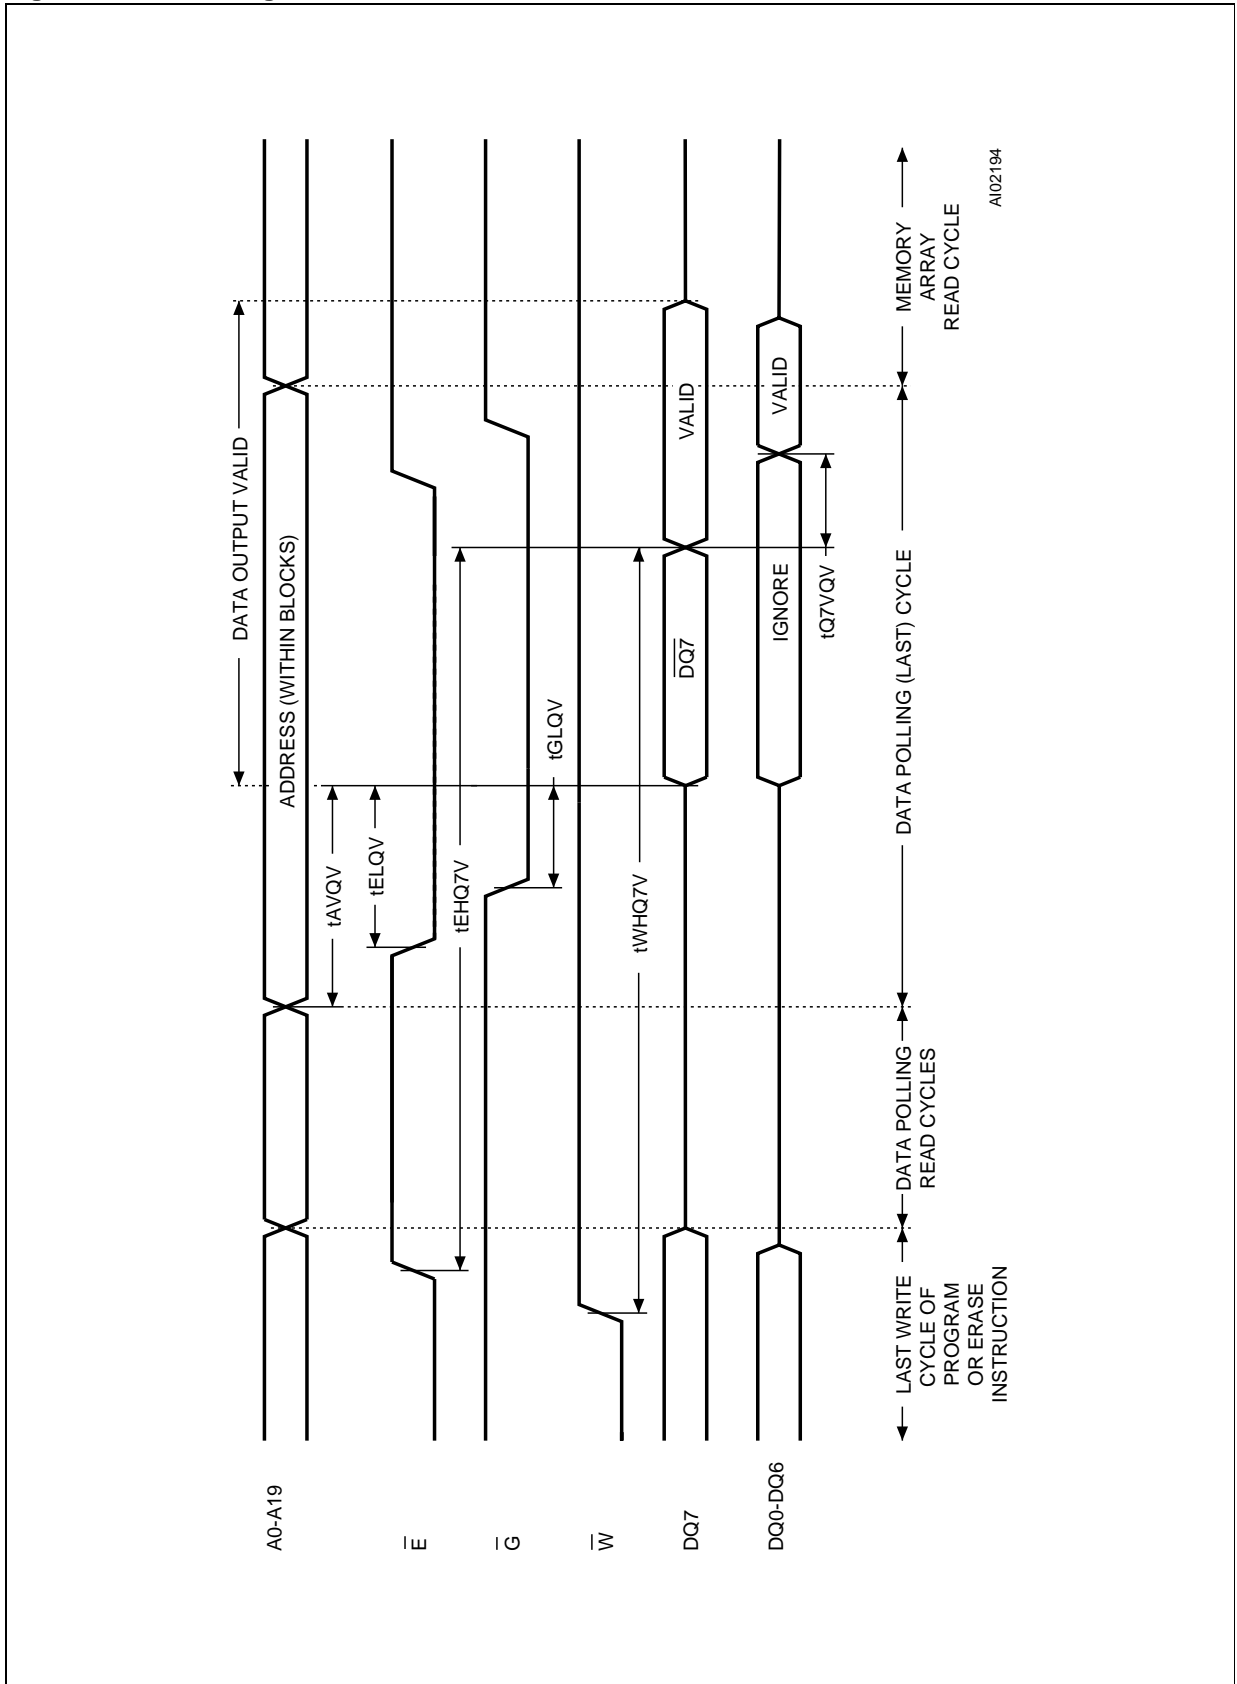 A0-A19
E
G
W
DQ7
DQ0-DQ6
DATA OUTPUT VALID
ADDRESS (WITHIN BLOCKS)
tAVQV
tELQV
tEHQ7V
tGLQV
tWHQ7V
DQ7
VALID
IGNORE
VALID
tQ7VQV
LAST WRITE
CYCLE OF
PROGRAM
OR ERASE
INSTRUCTION
DATA POLLING
READ CYCLES
DATA POLLING (LAST) CYCLE
MEMORY
ARRAY
READ CYCLE
AI02194